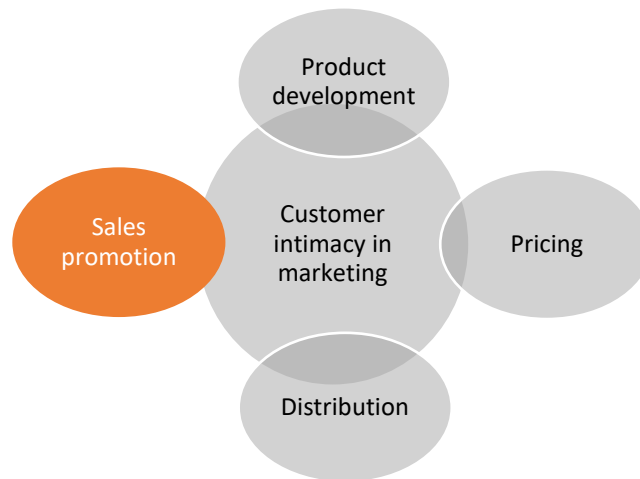 Product
development
Sales
promotion
Customer
intimacy in
marketing
Pricing
Distribution